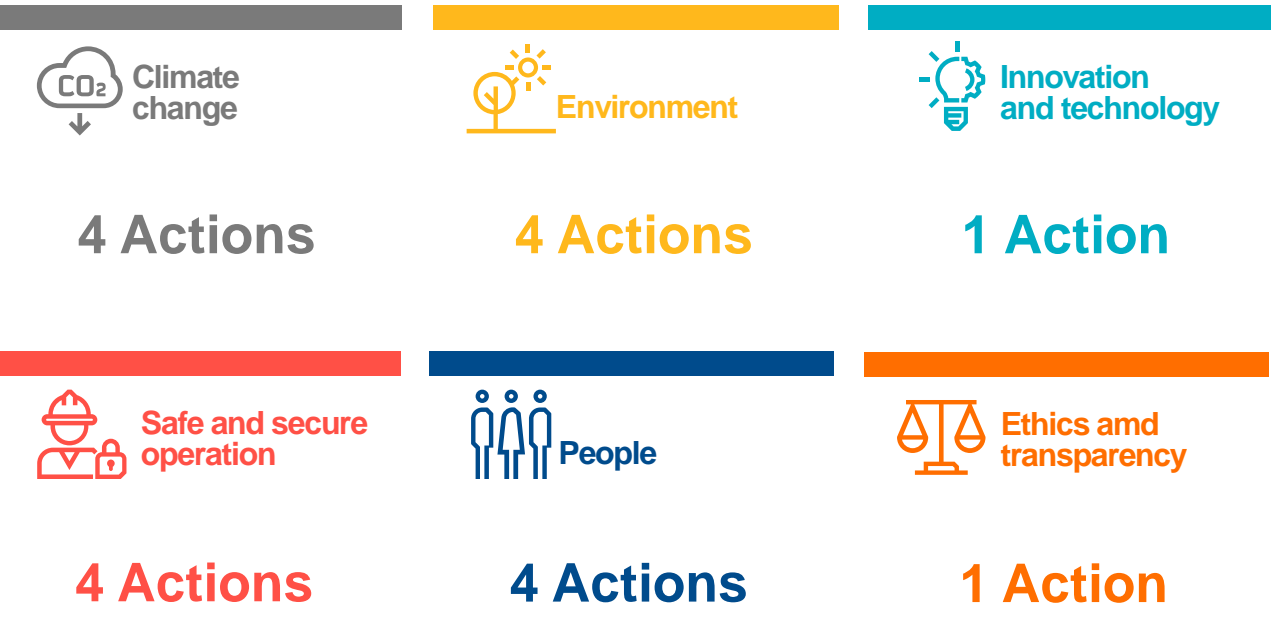 CO₂
Climate
change
Environment
Innovation
and technology
4 Actions
4 Actions
1 Action
Safe and secure
operation
People
Ethics amd
transparency
4 Actions
4 Actions
1 Action